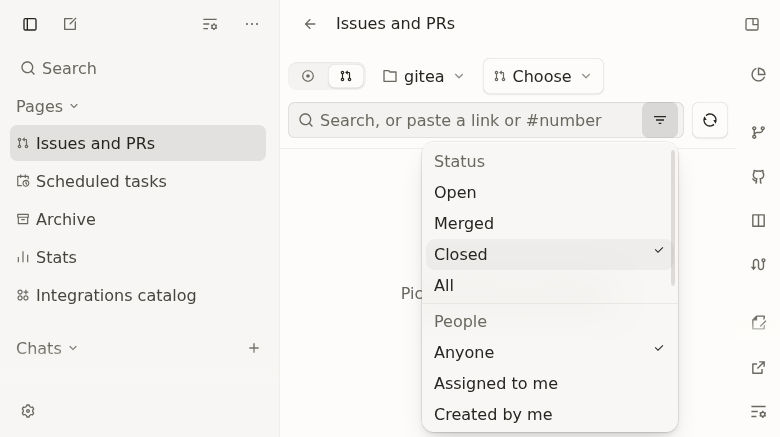 Issues and PRs
Search
Pages
Issues and PRs
Scheduled tasks
Archive
Stats
Integrations catalog
Chats
gitea
Choose
Search, or paste a link or #number
Status
Open
Merged
Closed
All
Pic
People
Anyone
Assigned to me
Created by me